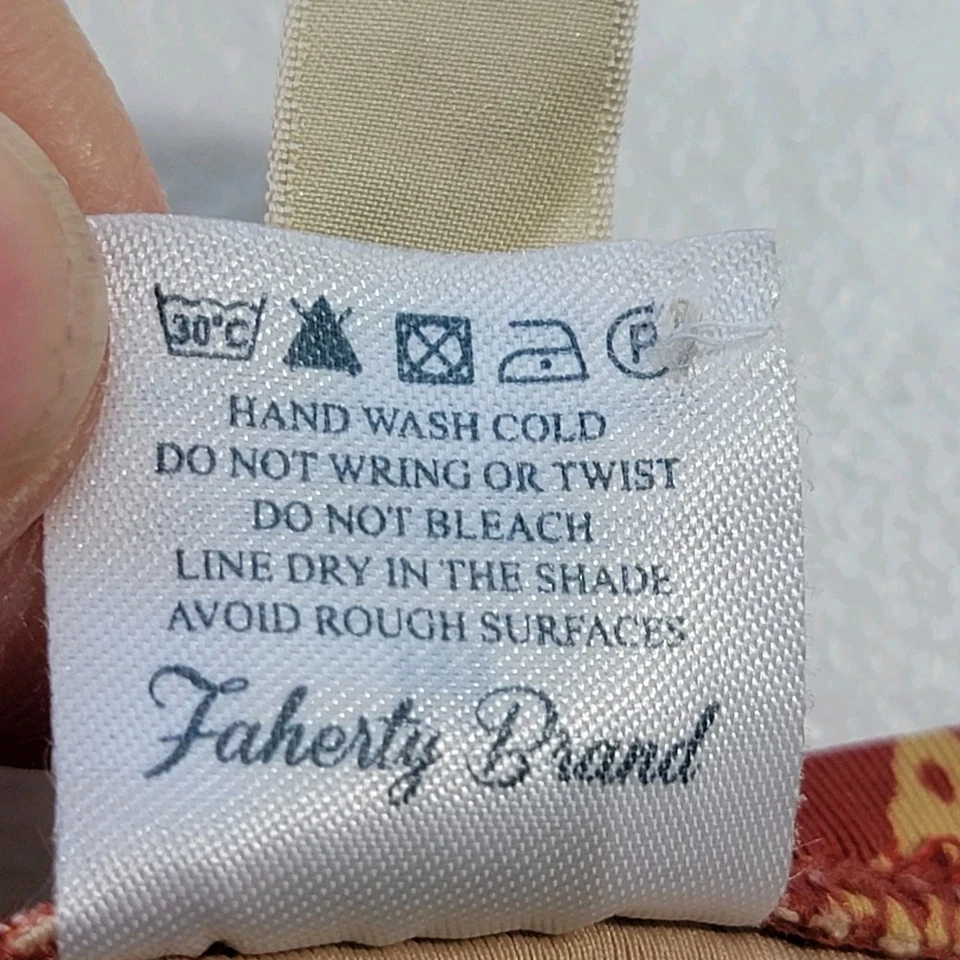 30°C P
HAND WASH COLD
DO NOT WRING OR TWIST
DO NOT BLEACH
LINE DRY IN THE SHADE
AVOID ROUGH SURFACES
Faherty Brand